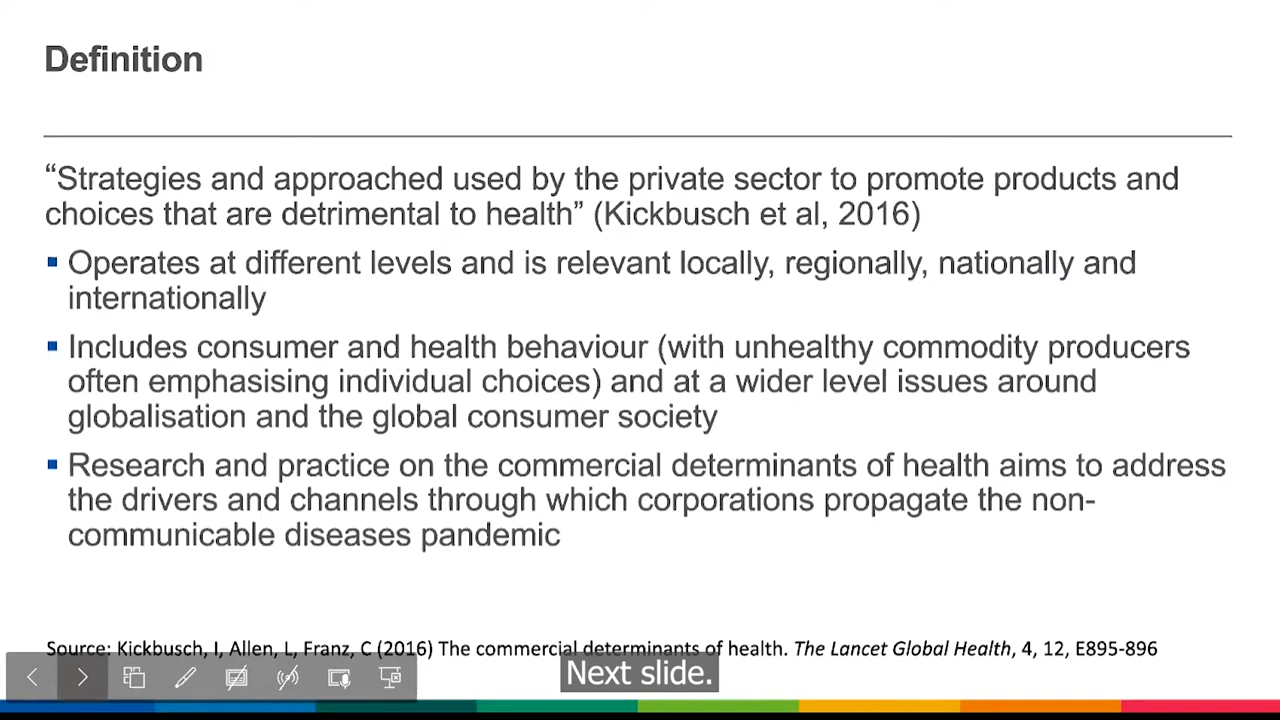 Definition
“Strategies and approached used by the private sector to promote products and
choices that are detrimental to health” (Kickbusch et al, 2016)
▪ Operates at different levels and is relevant locally, regionally, nationally and
internationally
▪ Includes consumer and health behaviour (with unhealthy commodity producers
often emphasising individual choices) and at a wider level issues around
globalisation and the global consumer society
▪ Research and practice on the commercial determinants of health aims to address
the drivers and channels through which corporations propagate the non-
communicable diseases pandemic
Source: Kickbusch, I, Allen, L, Franz, C (2016) The commercial determinants of health. The Lancet Global Health, 4, 12, E895-896
Next slide.